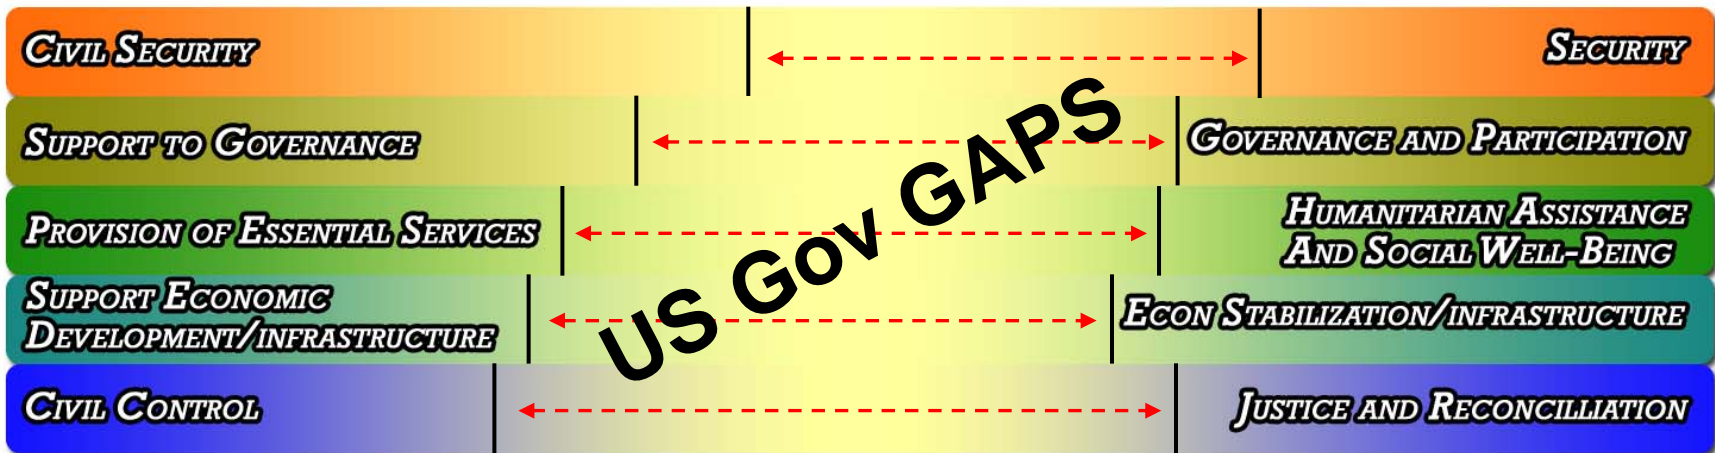 Civil Security
Security
Support to Governance
Governance and Participation
Provision of Essential Services
Humanitarian Assistance
And Social Well-Being
Support Economic
Development/infrastructure
Econ Stabilization/infrastructure
Civil Control
Justice and Reconcilliation
US Gov GAPS